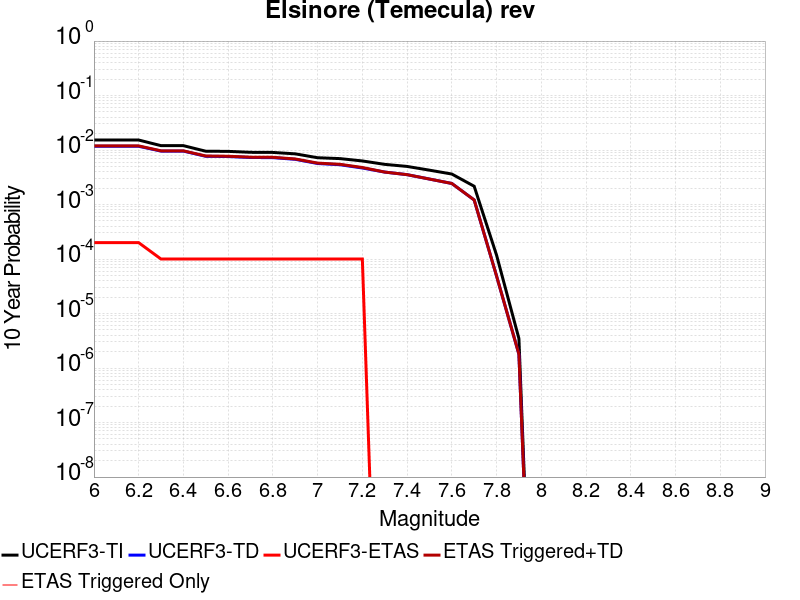 Elsinore (Temecula) rev
10 0
10 -1
10 -2
10 -3
10 -4
10 -5
10 -6
10 -7
10 -8
10 Year Probability
6 6.2 6.4 6.6 6.8 7 7.2 7.4 7.6 7.8 8 8.2 8.4 8.6 8.8 9
Magnitude
UCERF3-TI UCERF3-TD UCERF3-ETAS ETAS Triggered+TD
ETAS Triggered Only